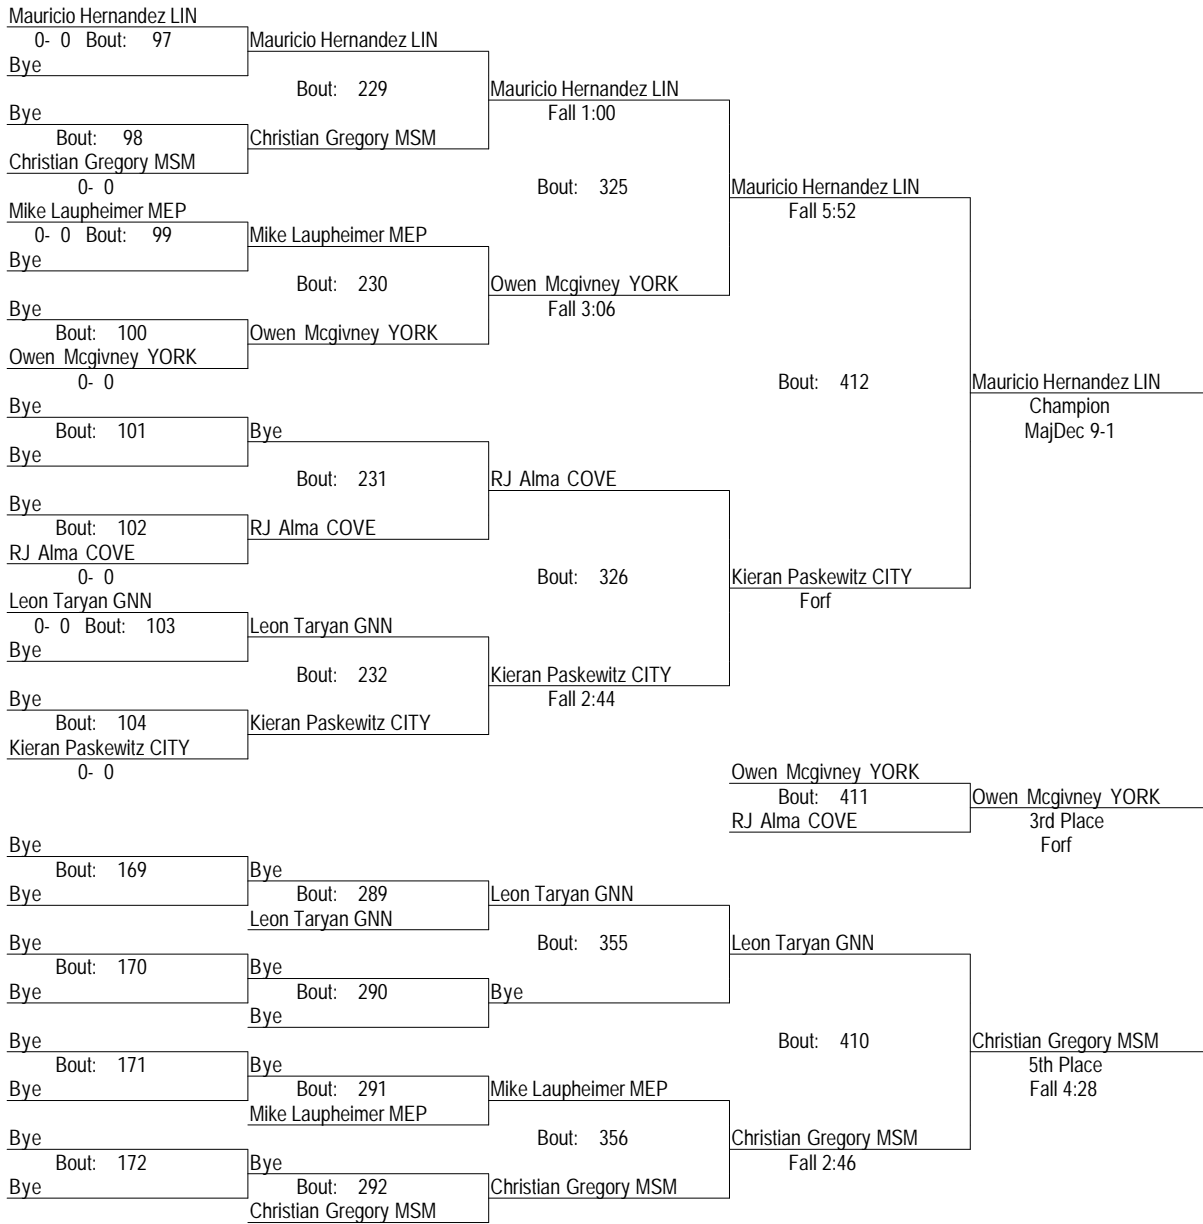 Mauricio Hernandez LIN
0- 0 Bout: 97
Mauricio Hernandez LIN
Bye
Bout: 229
Mauricio Hernandez LIN
Bye
Fall 1:00
Bout: 98
Christian Gregory MSM
Christian Gregory MSM
0- 0
Bout: 325
Mauricio Hernandez LIN
Mike Laupheimer MEP
Fall 5:52
0- 0 Bout: 99
Mike Laupheimer MEP
Bye
Bout: 230
Owen Mcgivney YORK
Bye
Fall 3:06
Bout: 100
Owen Mcgivney YORK
Owen Mcgivney YORK
0- 0
Bout: 412
Mauricio Hernandez LIN
Bye
Champion
Bout: 101
Bye
MajDec 9-1
Bye
Bout: 231
RJ Alma COVE
Bye
Bout: 102
RJ Alma COVE
RJ Alma COVE
0- 0
Bout: 326
Kieran Paskewitz CITY
Leon Taryan GNN
Forf
0- 0 Bout: 103
Leon Taryan GNN
Bye
Bout: 232
Kieran Paskewitz CITY
Bye
Fall 2:44
Bout: 104
Kieran Paskewitz CITY
Kieran Paskewitz CITY
0- 0
Owen Mcgivney YORK
Bout: 411
Owen Mcgivney YORK
RJ Alma COVE
3rd Place
Forf
Bye
Bout: 169
Bye
Bye
Bout: 289
Leon Taryan GNN
Leon Taryan GNN
Bye
Bout: 355
Leon Taryan GNN
Bout: 170
Bye
Bye
Bout: 290
Bye
Bye
Bye
Bout: 410
Christian Gregory MSM
Bout: 171
Bye
5th Place
Bye
Bout: 291
Mike Laupheimer MEP
Fall 4:28
Mike Laupheimer MEP
Bye
Bout: 356
Christian Gregory MSM
Bout: 172
Bye
Fall 2:46
Bye
Bout: 292
Christian Gregory MSM
Christian Gregory MSM